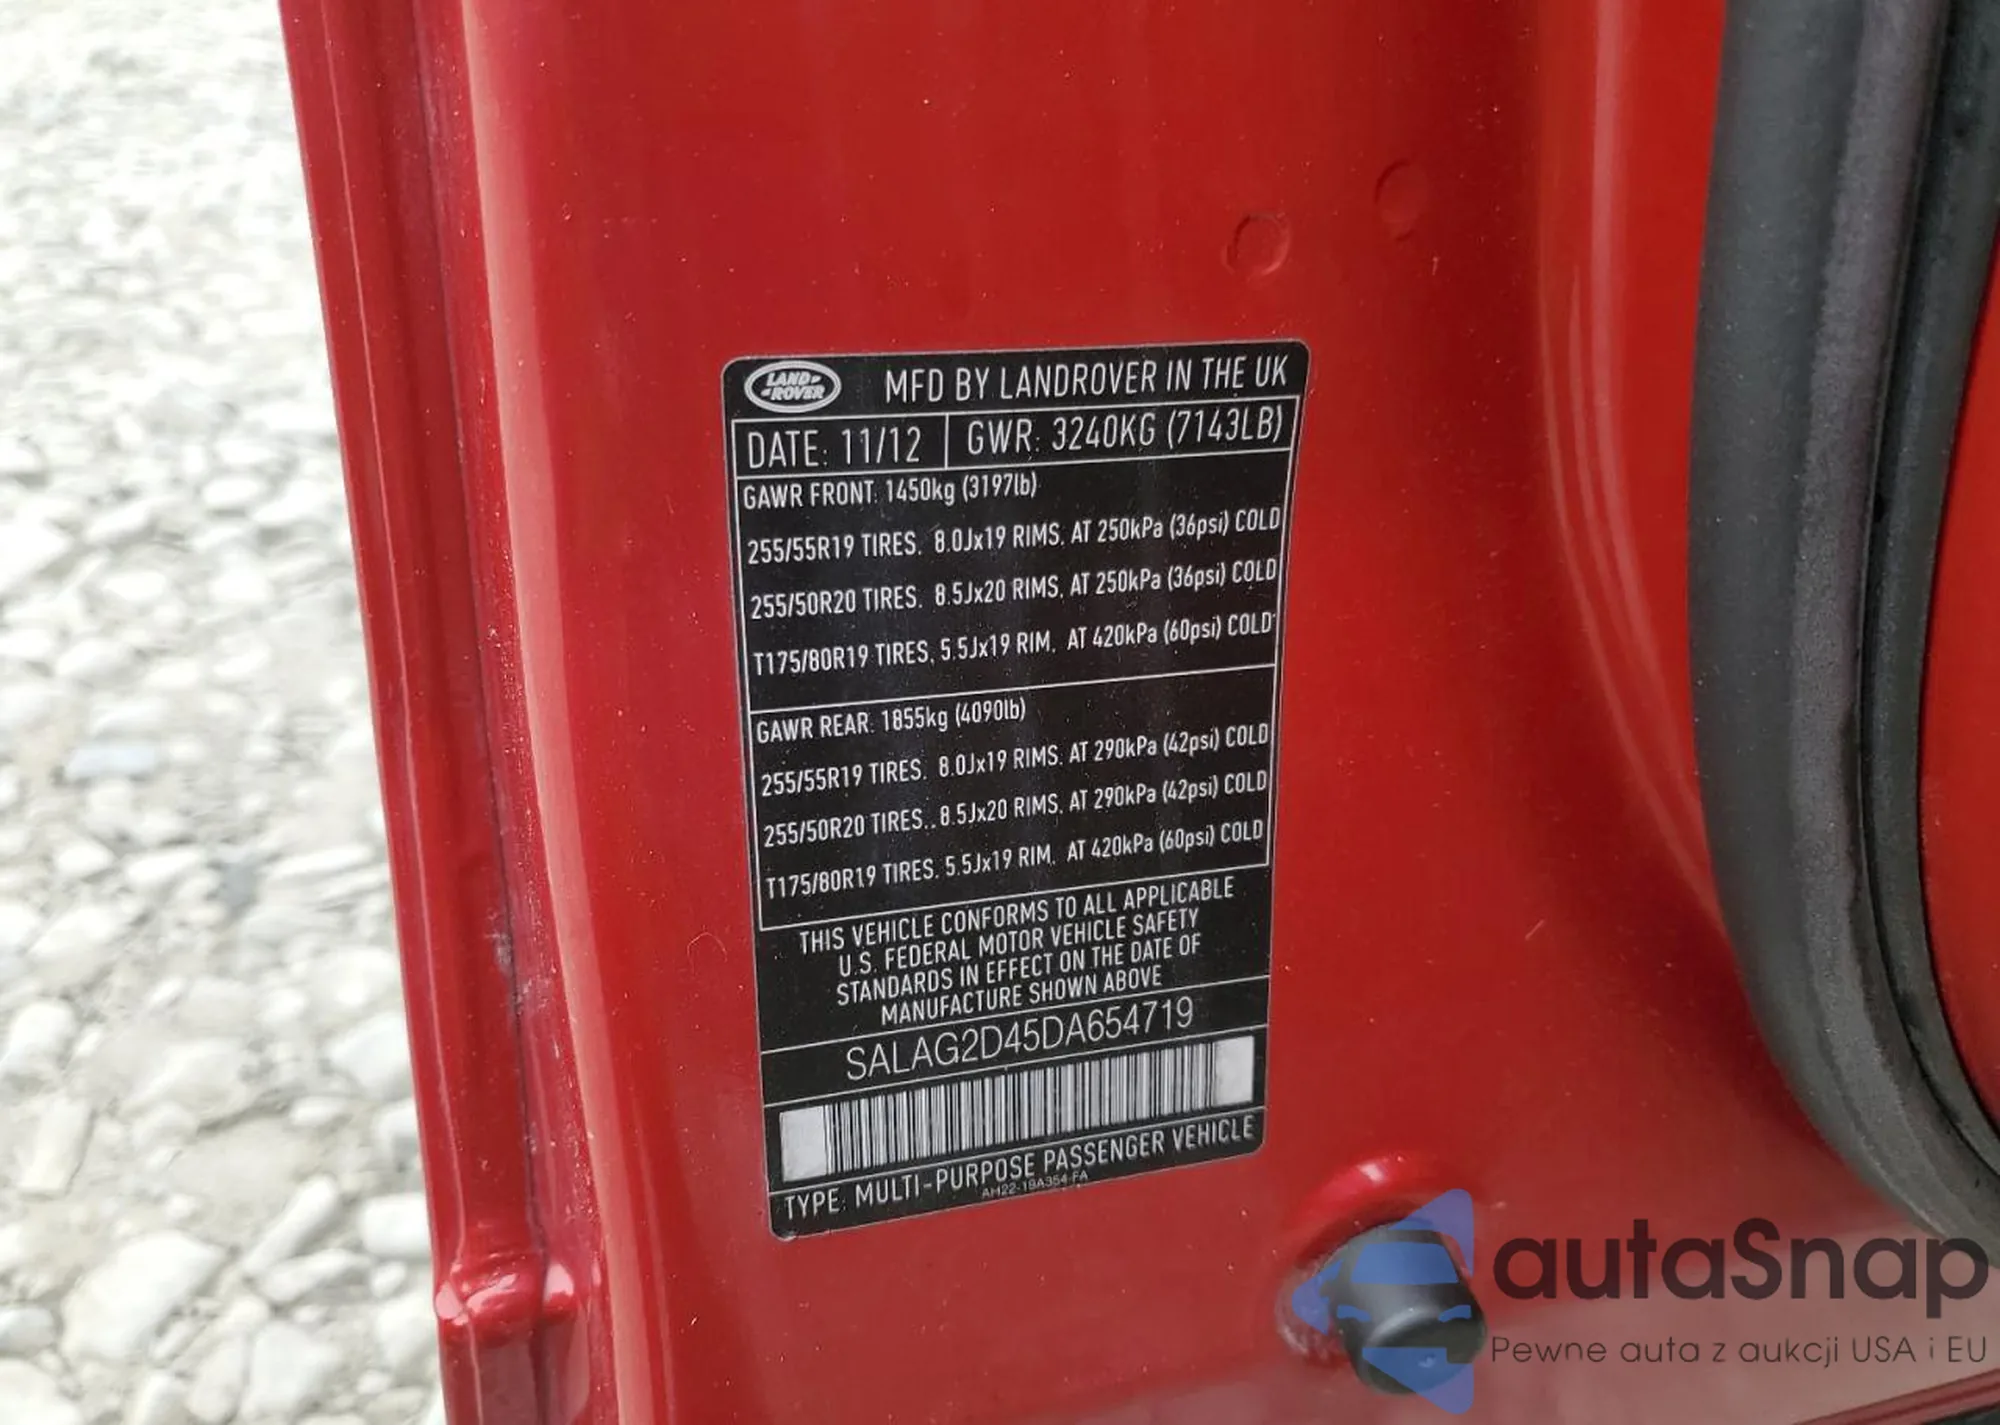 LAND ROVER
MFD BY LANDROVER IN THE UK
DATE: 11/12 GWR: 3240KG (7143LB)
GAWR FRONT: 1450kg (3197lb)
255/55R19 TIRES. 8.0Jx19 RIMS. AT 250kPa (36psi) COLD
255/50R20 TIRES. 8.5Jx20 RIMS. AT 250kPa (36psi) COLD
T175/80R19 TIRES. 5.5Jx19 RIM. AT 420kPa (60psi) COLD
GAWR REAR: 1855kg (4090lb)
255/55R19 TIRES. 8.0Jx19 RIMS. AT 290kPa (42psi) COLD
255/50R20 TIRES.. 8.5Jx20 RIMS. AT 290kPa (42psi) COLD
T175/80R19 TIRES. 5.5Jx19 RIM. AT 420kPa (60psi) COLD
THIS VEHICLE CONFORMS TO ALL APPLICABLE
U.S. FEDERAL MOTOR VEHICLE SAFETY
STANDARDS IN EFFECT ON THE DATE OF
MANUFACTURE SHOWN ABOVE
SALAG2D45DA654719
TYPE: MULTI-PURPOSE PASSENGER VEHICLE
AH22-19A354-FA
autaSnap
Pewne auta z aukcji USA i EU